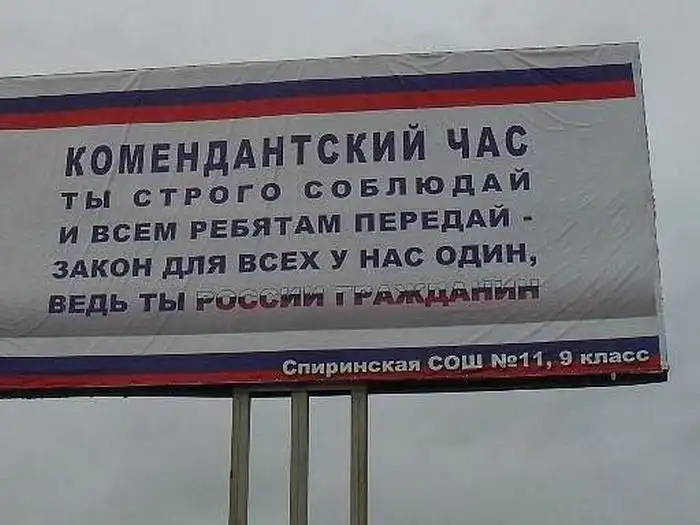 КОМЕНДАНТСКИЙ ЧАС
ТЫ СТРОГО СОБЛЮДАЙ
И ВСЕМ РЕБЯТАМ ПЕРЕДАЙ -
ЗАКОН ДЛЯ ВСЕХ У НАС ОДИН,
ВЕДЬ ТЫ РОССИИ ГРАЖДАНИН
Спиринская СОШ №11, 9 класс